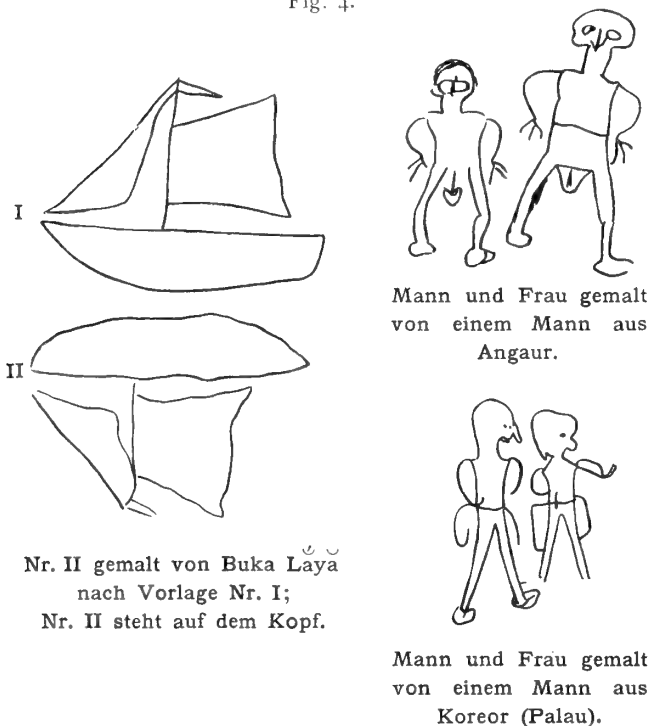 Fig. 4.
I
II
Nr. II gemalt von Buka Láyă
nach Vorlage Nr. I;
Nr. II steht auf dem Kopf.
Mann und Frau gemalt
von einem Mann aus
Angaur.
Mann und Frau gemalt
von einem Mann aus
Koreor (Palau).